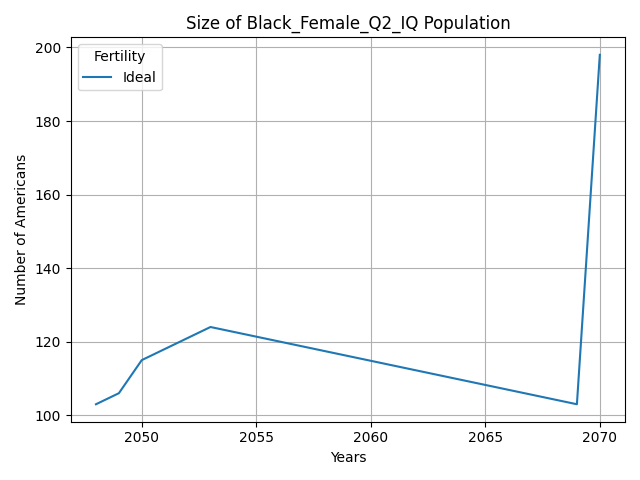 Size of Black_Female_Q2_IQ Population
Fertility
Ideal
Number of Americans
200
180
160
140
120
100
2050
2055
2060
2065
2070
Years